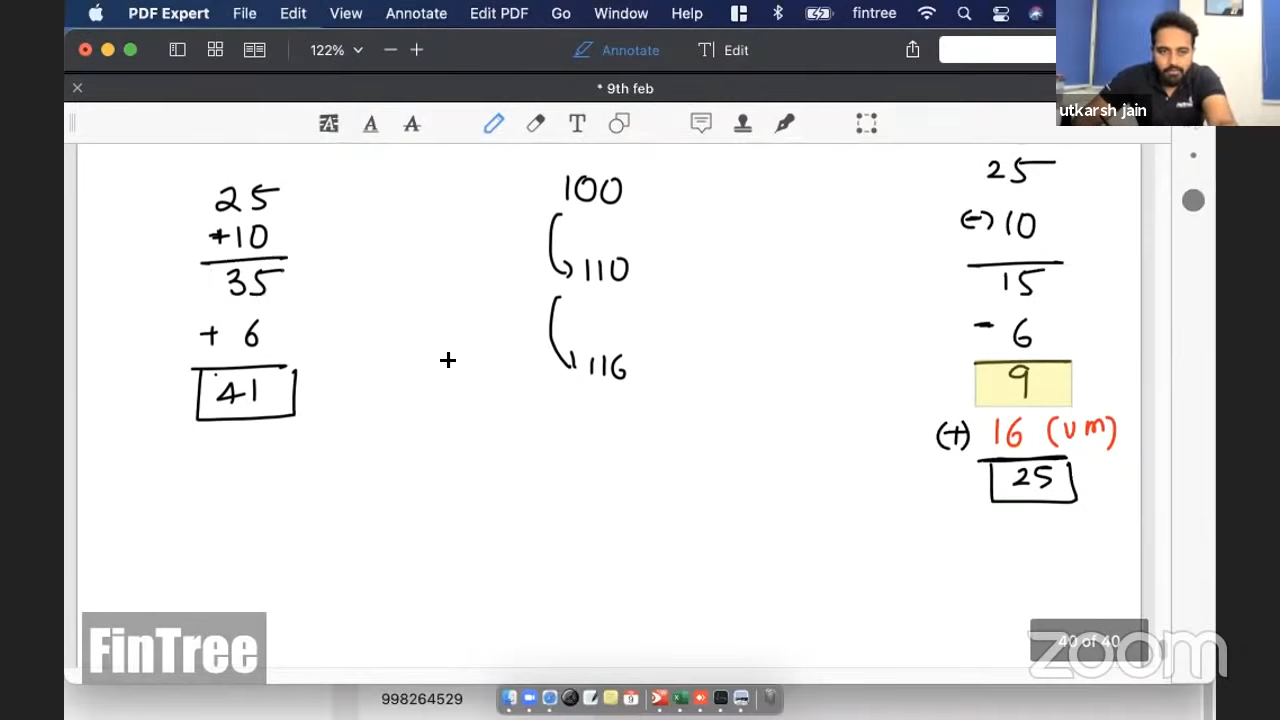 PDF Expert File Edit View Annotate Edit PDF Go Window Help fintree
122% Annotate T Edit
utkarsh jain
* 9th feb
25
+10
35
+ 6
41
100
110
116
25
(-) 10
15
- 6
9
(+) 16 (VM)
25
FinTree
40 of 40
zoom
998264529